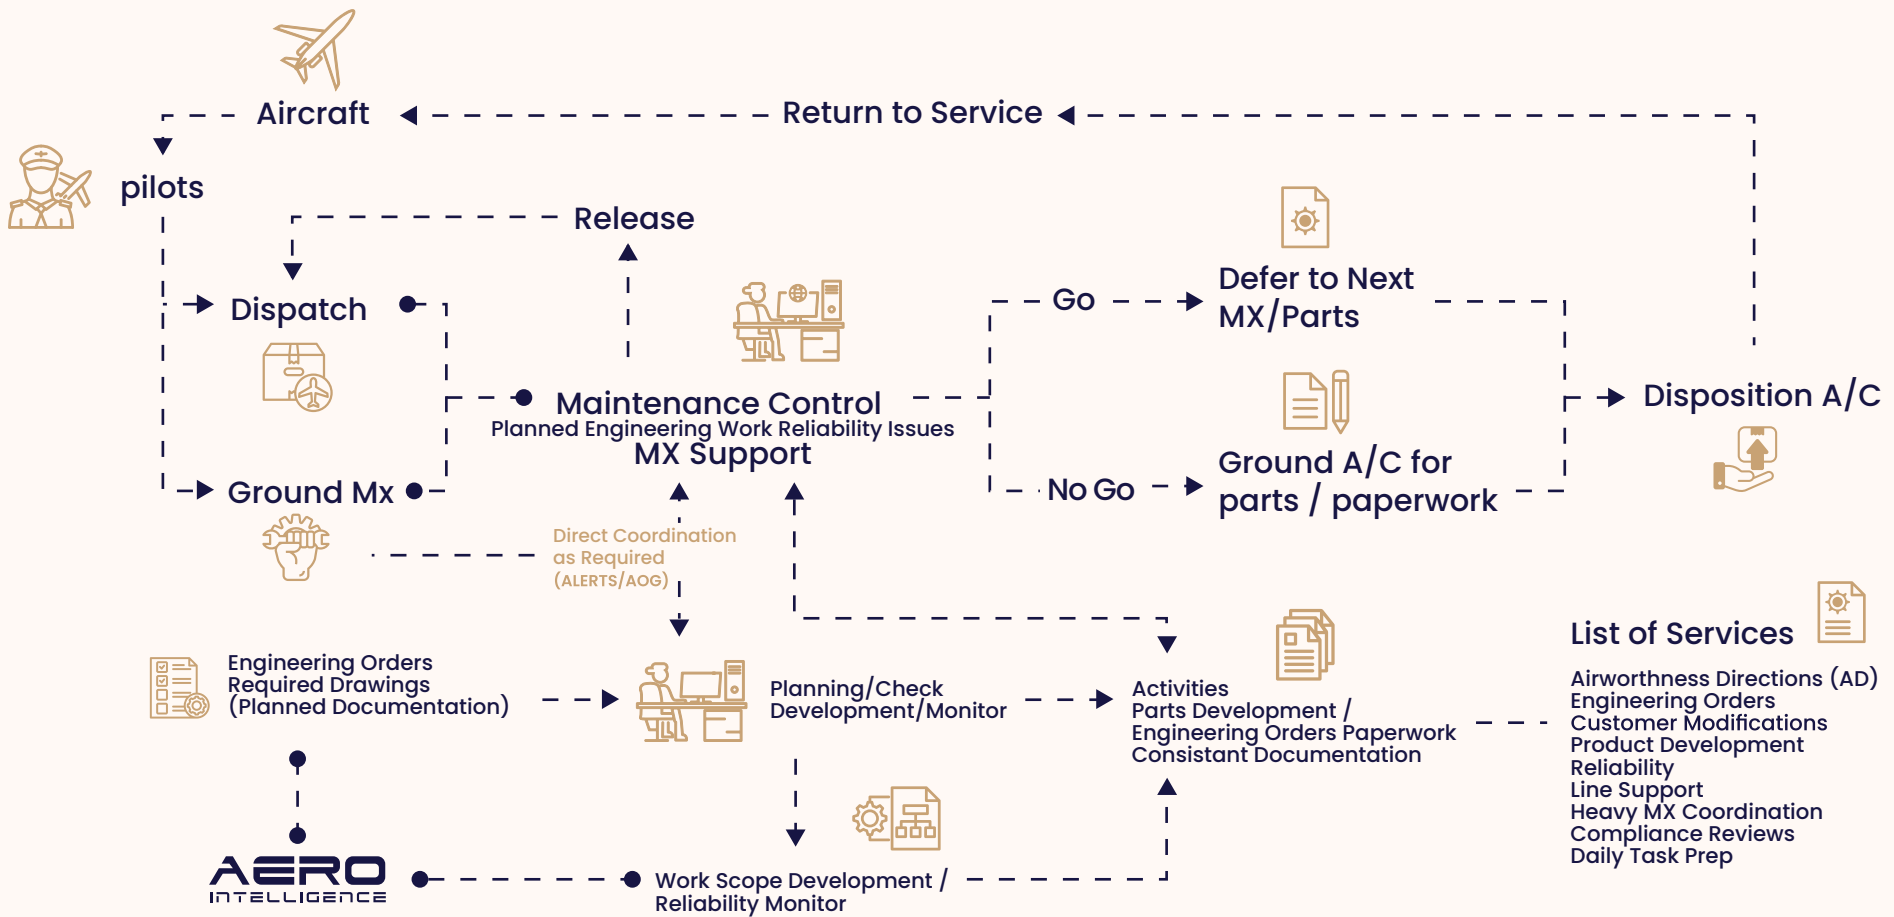 Aircraft
Return to Service
pilots
Release
Dispatch
Ground Mx
Maintenance Control
Planned Engineering Work Reliability Issues
MX Support
Go
Defer to Next
MX/Parts
No Go
Ground A/C for
parts / paperwork
Disposition A/C
Direct Coordination
as Required
(ALERTS/AOG)
Engineering Orders
Required Drawings
(Planned Documentation)
Planning/Check
Development/Monitor
Activities
Parts Development /
Engineering Orders Paperwork
Consistant Documentation
List of Services
Airworthness Directions (AD)
Engineering Orders
Customer Modifications
Product Development
Reliability
Line Support
Heavy MX Coordination
Compliance Reviews
Daily Task Prep
AERO
INTELLIGENCE
Work Scope Development /
Reliability Monitor